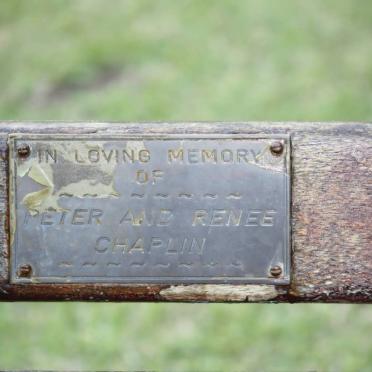 IN LOVING MEMORY
OF
~ ~ ~ ~ ~ ~ ~ ~
PETER AND RENEE
CHAPLIN
~ ~ ~ ~ ~ ~ ~ ~